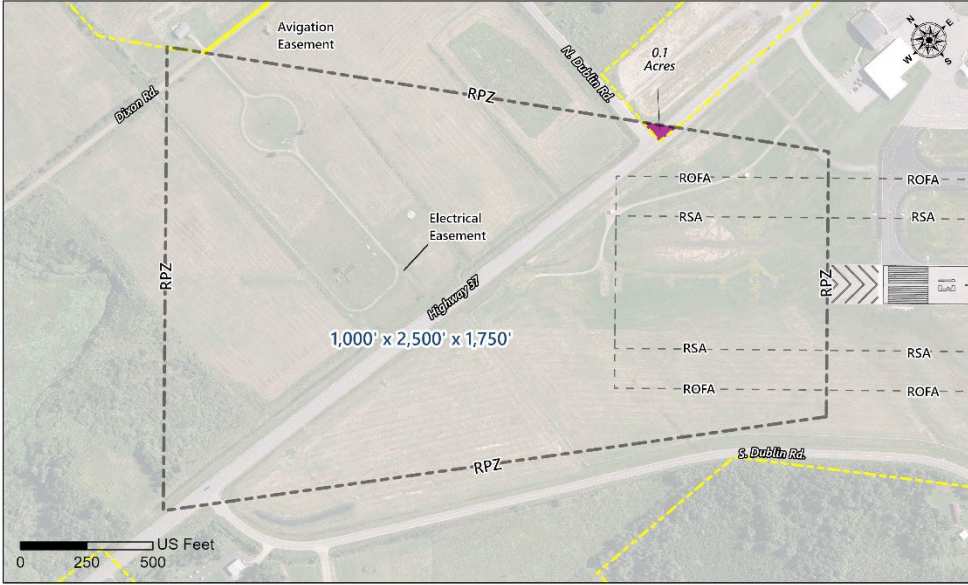 Avigation
Easement
N
E
S
W
0.1
Acres
N. Dublin Rd.
Dixon Rd.
RPZ
ROFA
ROFA
RSA
RSA
Electrical
Easement
RPZ
RPZ
13
Highway 37
1,000' x 2,500' x 1,750'
RSA
RSA
ROFA
ROFA
S. Dublin Rd.
RPZ
US Feet
0 250 500